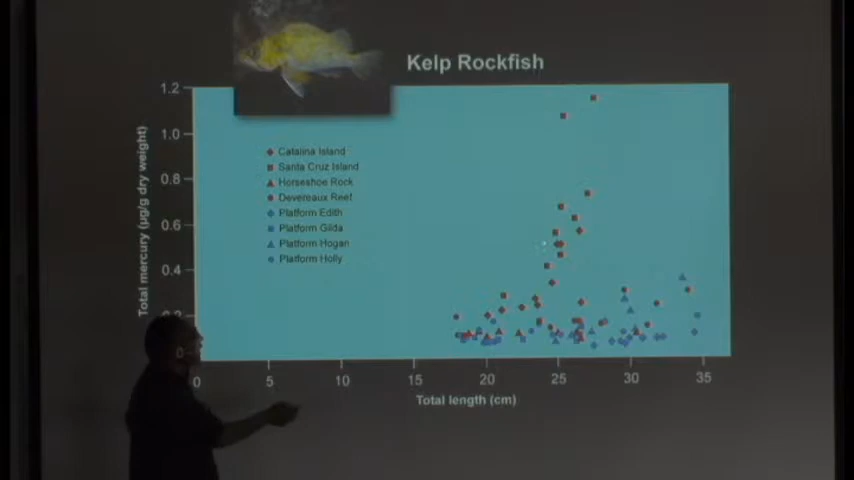 Kelp Rockfish
1.2
1.0
0.8
0.6
0.4
0.2
Total mercury (µg/g dry weight)
Catalina Island
Santa Cruz Island
Horseshoe Rock
Devereaux Reef
Platform Edith
Platform Gilda
Platform Hogan
Platform Holly
0 5 10 15 20 25 30 35
Total length (cm)